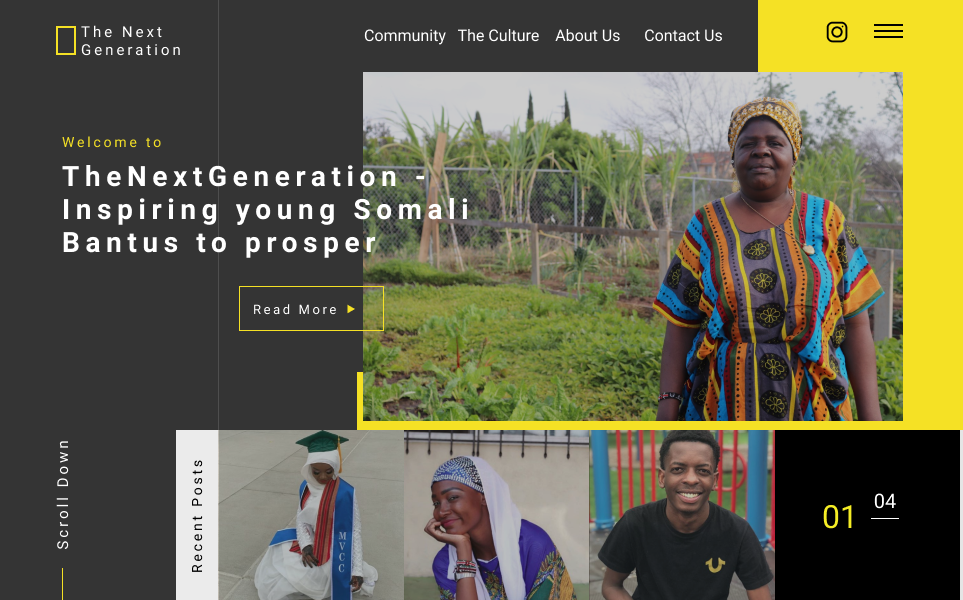 The Next
Generation
Community
The Culture
About Us
Contact Us
Welcome to
TheNextGeneration -
Inspiring young Somali
Bantus to prosper
Read More
Scroll Down
Recent Posts
MVCC
01
04